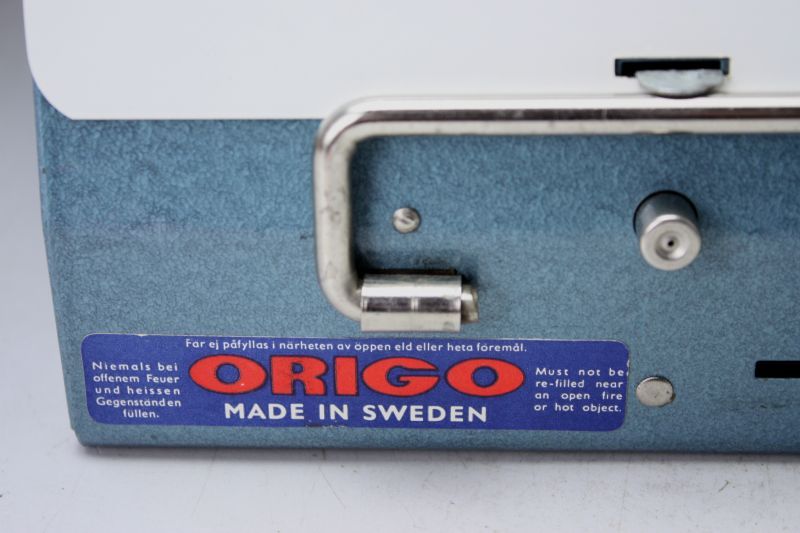 Får ej påfyllas i närheten av öppen eld eller heta föremål.
Niemals bei
offenem Feuer
und heissen
Gegenständen
füllen.
ORIGO
MADE IN SWEDEN
Must not be
re-filled near
an open fire
or hot object.